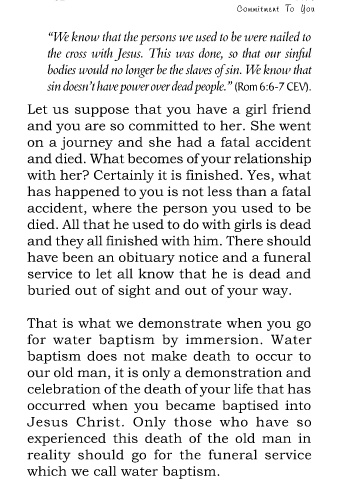 Commitment To You
"We know that the persons we used to be were nailed to
the cross with Jesus. This was done, so that our sinful
bodies would no longer be the slaves of sin. We know that
sin doesn't have power over dead people." (Rom 6:6-7 CEV).
Let us suppose that you have a girl friend
and you are so committed to her. She went
on a journey and she had a fatal accident
and died. What becomes of your relationship
with her? Certainly it is finished. Yes, what
has happened to you is not less than a fatal
accident, where the person you used to be
died. All that he used to do with girls is dead
and they all finished with him. There should
have been an obituary notice and a funeral
service to let all know that he is dead and
buried out of sight and out of your way.
That is what we demonstrate when you go
for water baptism by immersion. Water
baptism does not make death to occur to
our old man, it is only a demonstration and
celebration of the death of your life that has
occurred when you became baptised into
Jesus Christ. Only those who have so
experienced this death of the old man in
reality should go for the funeral service
which we call water baptism.